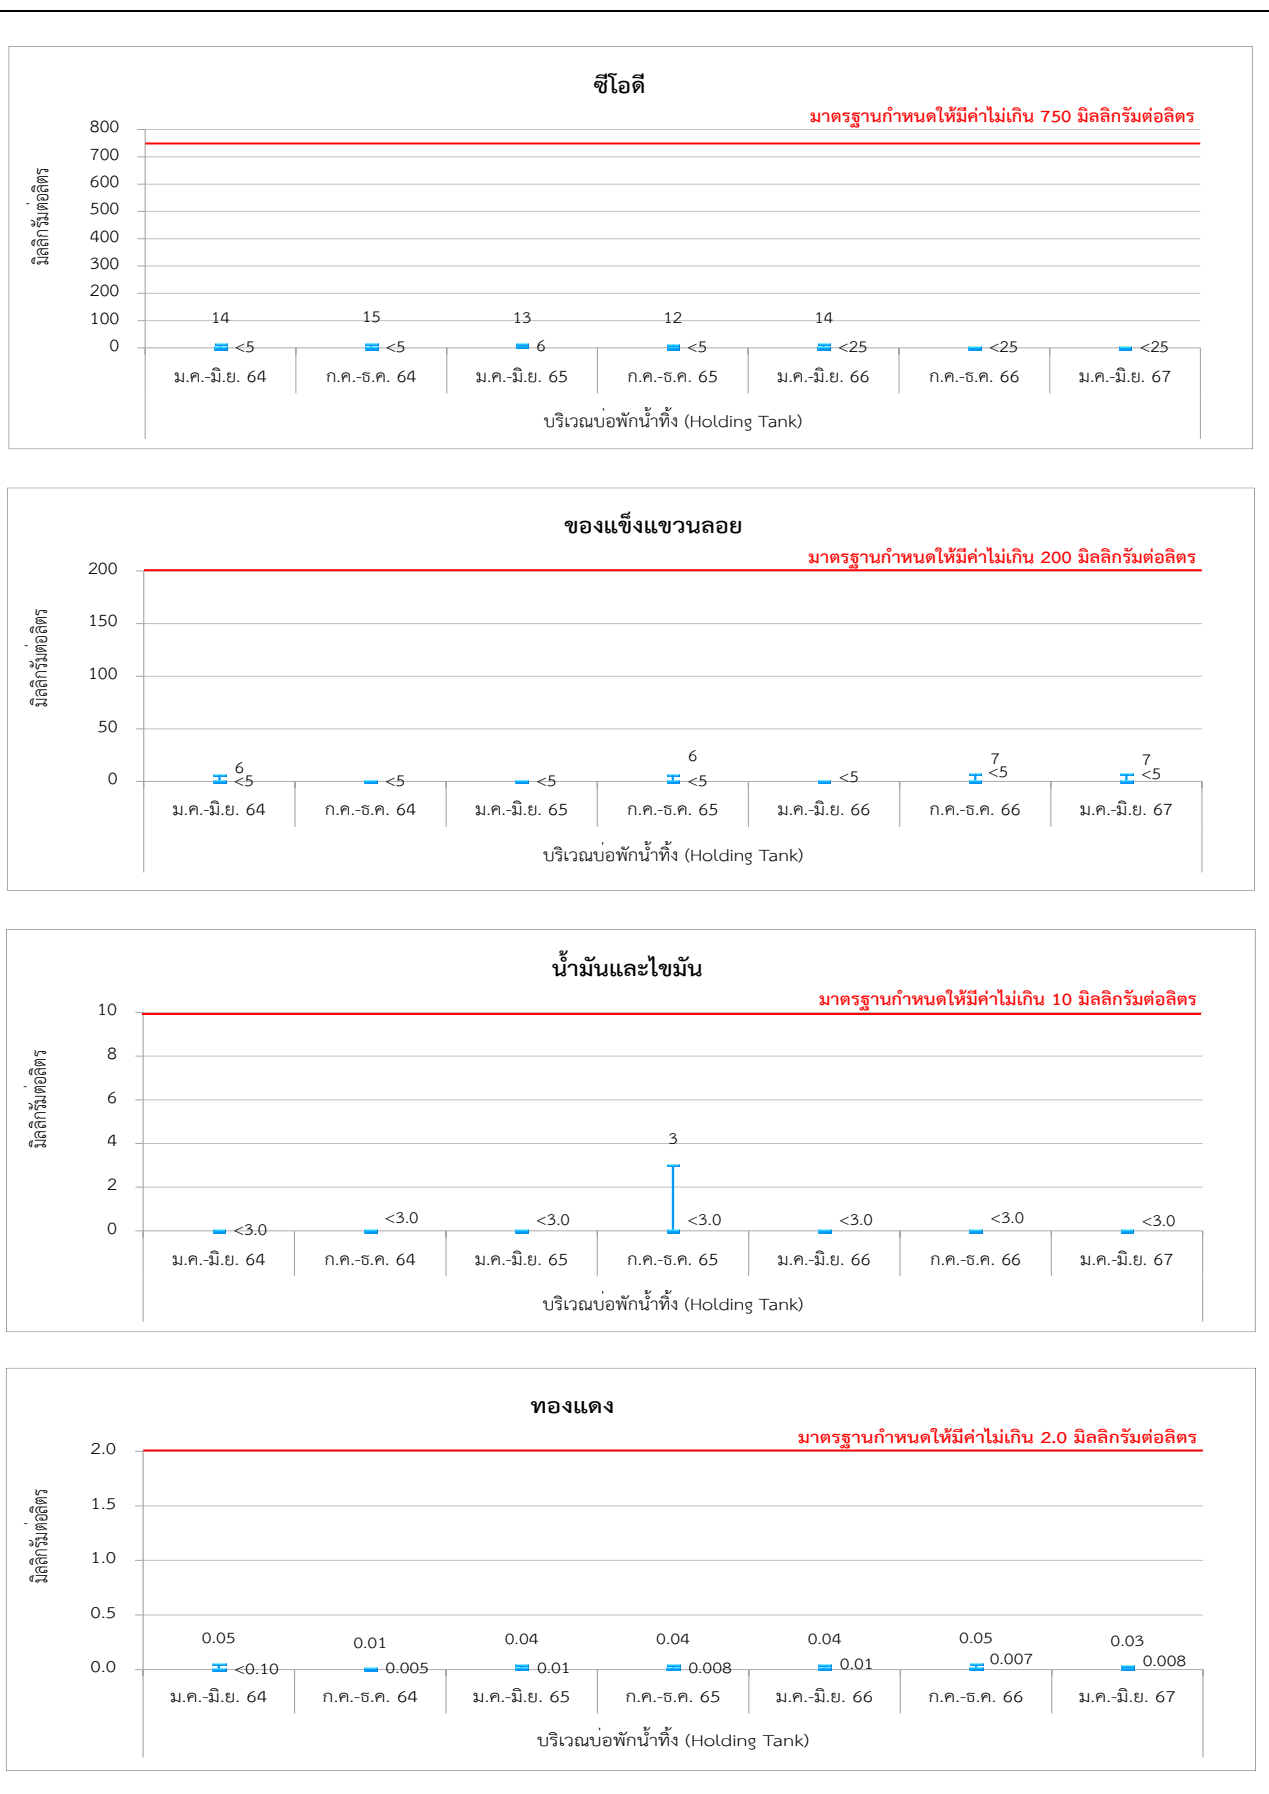 ซีโอดี
มาตรฐานกำหนดให้มีค่าไม่เกิน 750 มิลลิกรัมต่อลิตร
มิลลิกรัมต่อลิตร
800
700
600
500
400
300
200
100
0
14 15 13 12 14
<5 <5 6 <5 <25 <25 <25
ม.ค.-มิ.ย. 64 ก.ค.-ธ.ค. 64 ม.ค.-มิ.ย. 65 ก.ค.-ธ.ค. 65 ม.ค.-มิ.ย. 66 ก.ค.-ธ.ค. 66 ม.ค.-มิ.ย. 67
บริเวณบ่อพักน้ำทิ้ง (Holding Tank)
ของแข็งแขวนลอย
มาตรฐานกำหนดให้มีค่าไม่เกิน 200 มิลลิกรัมต่อลิตร
มิลลิกรัมต่อลิตร
200
150
100
50
0
6 6 7 7
<5 <5 <5 <5 <5 <5 <5
ม.ค.-มิ.ย. 64 ก.ค.-ธ.ค. 64 ม.ค.-มิ.ย. 65 ก.ค.-ธ.ค. 65 ม.ค.-มิ.ย. 66 ก.ค.-ธ.ค. 66 ม.ค.-มิ.ย. 67
บริเวณบ่อพักน้ำทิ้ง (Holding Tank)
น้ำมันและไขมัน
มาตรฐานกำหนดให้มีค่าไม่เกิน 10 มิลลิกรัมต่อลิตร
มิลลิกรัมต่อลิตร
10
8
6
4
2
0
3
<3.0 <3.0 <3.0 <3.0 <3.0 <3.0 <3.0
ม.ค.-มิ.ย. 64 ก.ค.-ธ.ค. 64 ม.ค.-มิ.ย. 65 ก.ค.-ธ.ค. 65 ม.ค.-มิ.ย. 66 ก.ค.-ธ.ค. 66 ม.ค.-มิ.ย. 67
บริเวณบ่อพักน้ำทิ้ง (Holding Tank)
ทองแดง
มาตรฐานกำหนดให้มีค่าไม่เกิน 2.0 มิลลิกรัมต่อลิตร
มิลลิกรัมต่อลิตร
2.0
1.5
1.0
0.5
0.0
0.05 0.01 0.04 0.04 0.04 0.05 0.03
<0.10 0.005 0.01 0.008 0.01 0.007 0.008
ม.ค.-มิ.ย. 64 ก.ค.-ธ.ค. 64 ม.ค.-มิ.ย. 65 ก.ค.-ธ.ค. 65 ม.ค.-มิ.ย. 66 ก.ค.-ธ.ค. 66 ม.ค.-มิ.ย. 67
บริเวณบ่อพักน้ำทิ้ง (Holding Tank)